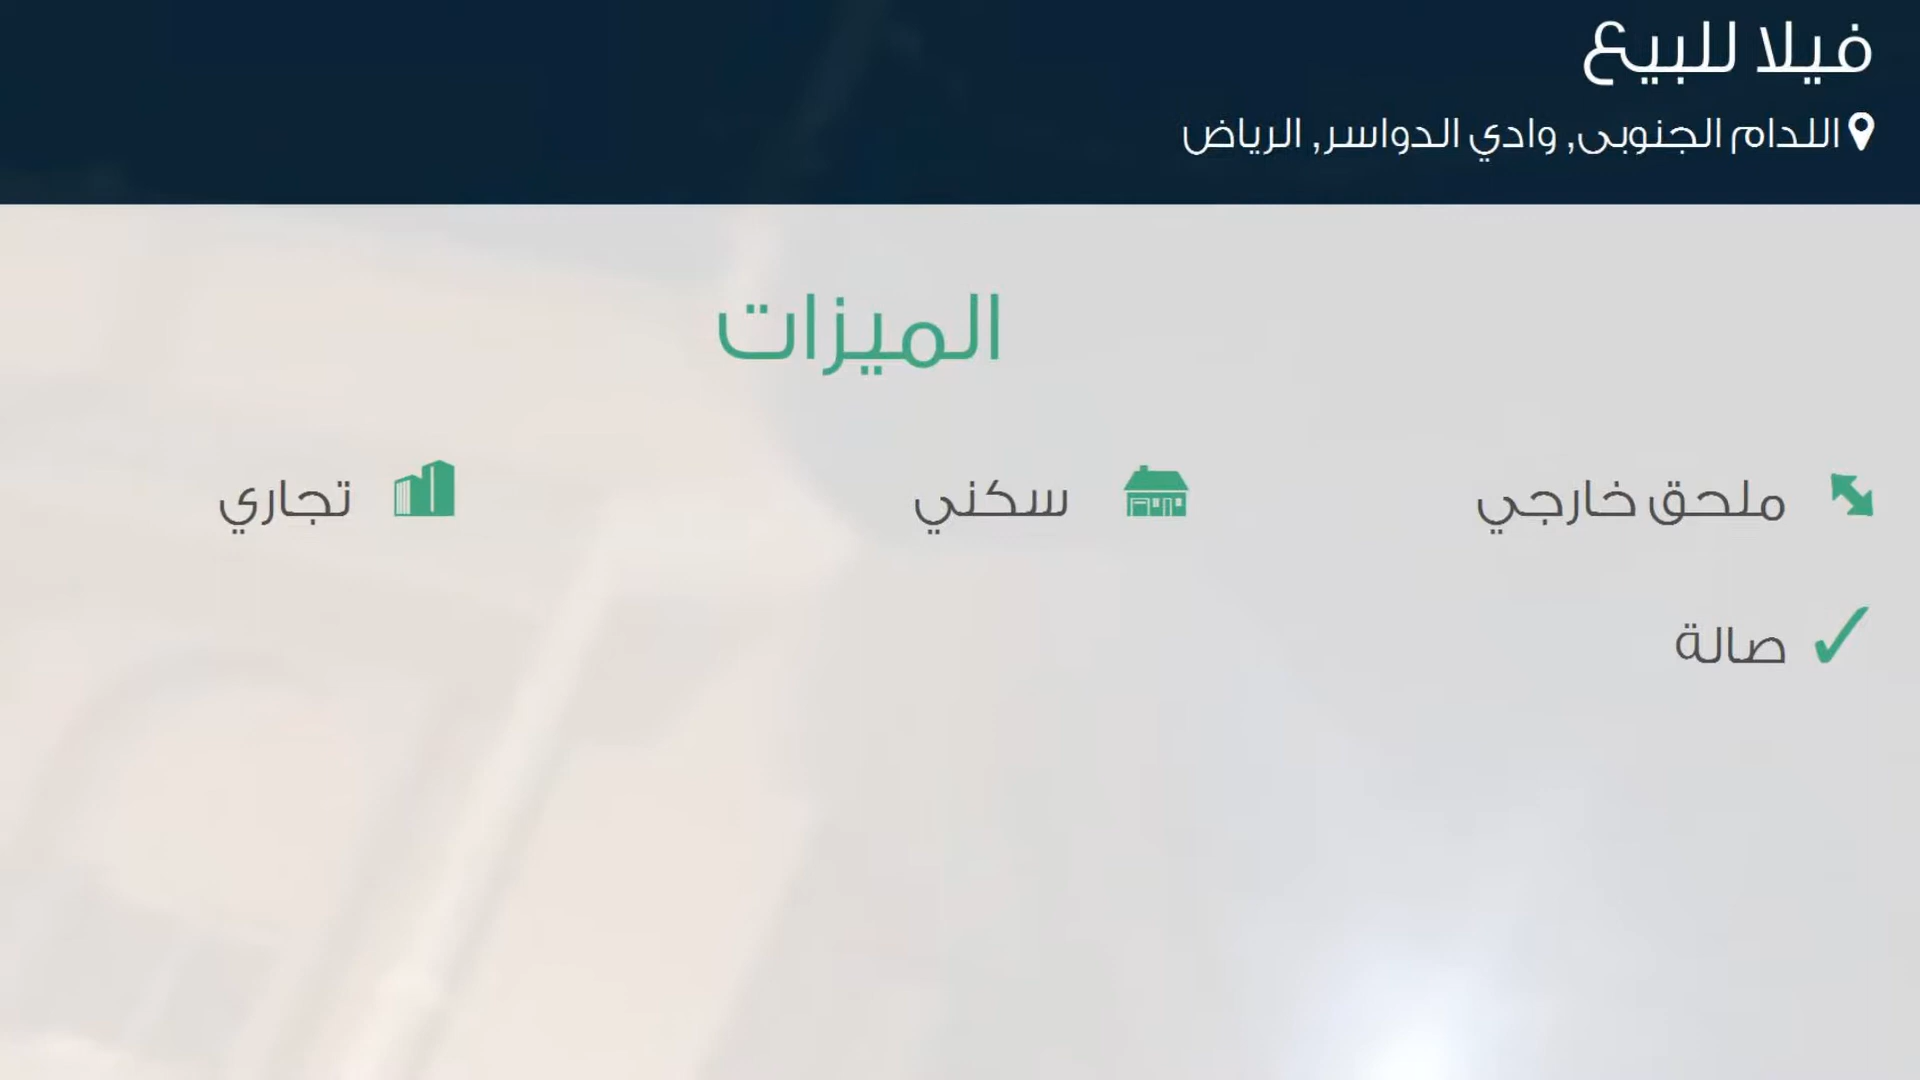 فيلا للبيع
اللدام الجنوبى, وادي الدواسر, الرياض
الميزات
ملحق خارجي
سكني
تجاري
صالة